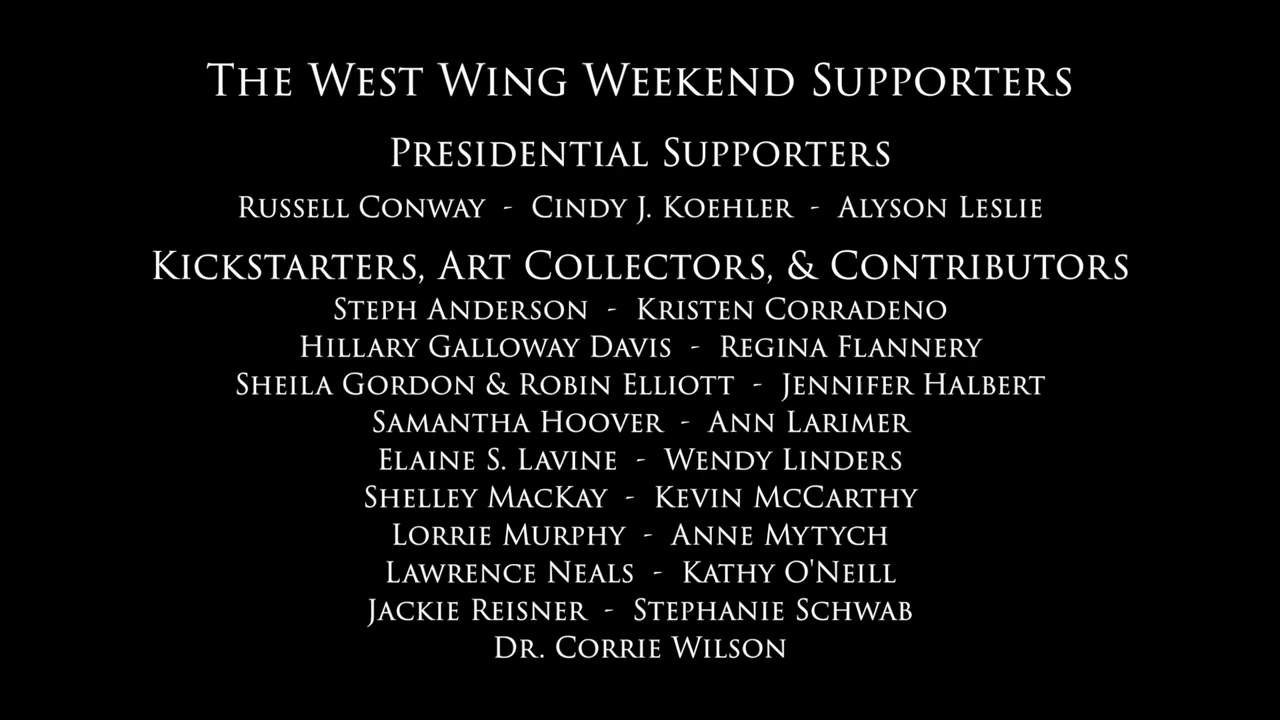 The West Wing Weekend Supporters
Presidential Supporters
Russell Conway - Cindy J. Koehler - Alyson Leslie
Kickstarters, Art Collectors, & Contributors
Steph Anderson - Kristen Corradeno
Hillary Galloway Davis - Regina Flannery
Sheila Gordon & Robin Elliott - Jennifer Halbert
Samantha Hoover - Ann Larimer
Elaine S. Lavine - Wendy Linders
Shelley MacKay - Kevin McCarthy
Lorrie Murphy - Anne Mytych
Lawrence Neals - Kathy O'Neill
Jackie Reisner - Stephanie Schwab
Dr. Corrie Wilson